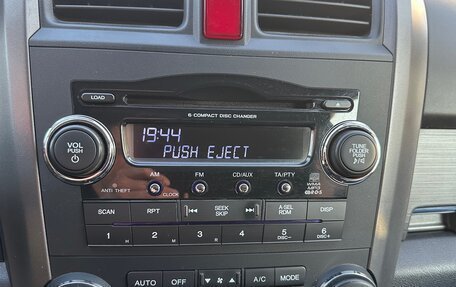 LOAD
6-COMPACT DISC CHANGER
19:44
PUSH EJECT
VOL
PUSH
TUNE
FOLDER
PUSH
ANTI THEFT
AM
FM
CD/AUX
TA/PTY
CLOCK
WMA
MP3
R·D·S
SCAN
RPT
SEEK
SKIP
A.SEL
RDM
DISP
1 H
2 M
3 R
4
5 DISC-
6 DISC+
AUTO
OFF
A/C
MODE